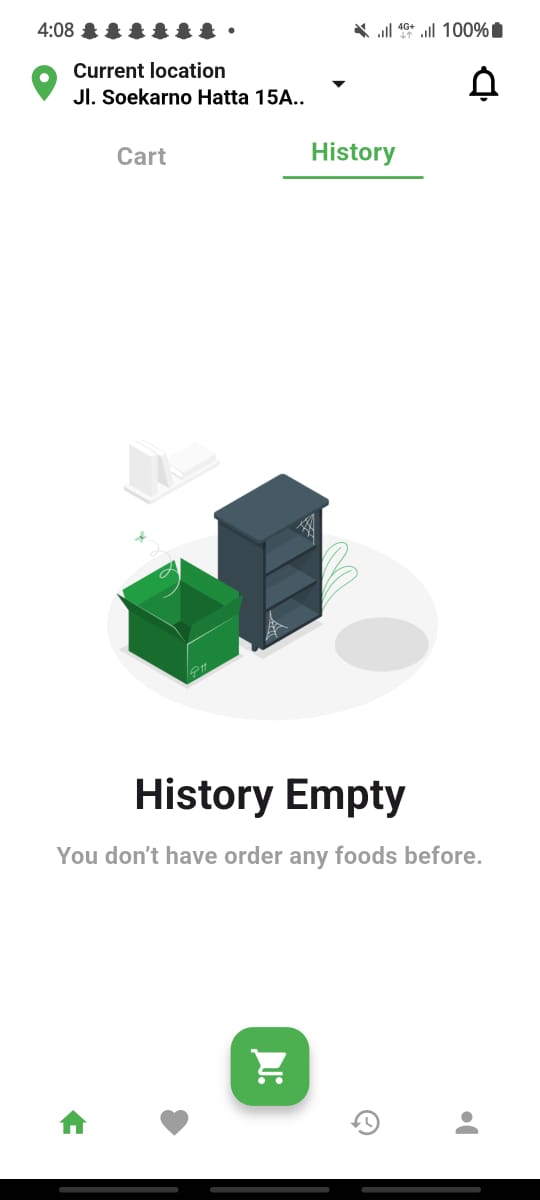 4:08
4G+
100%
Current location
Jl. Soekarno Hatta 15A..
Cart
History
History Empty
You don’t have order any foods before.